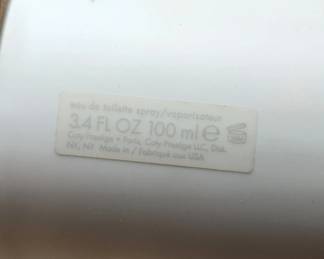 eau de toilette spray/vaporisateur
3.4 FL OZ 100 ml e
Coty Prestige • Paris, Coty Prestige LLC, Dist.
NY, NY Made in / Fabriqué aux USA